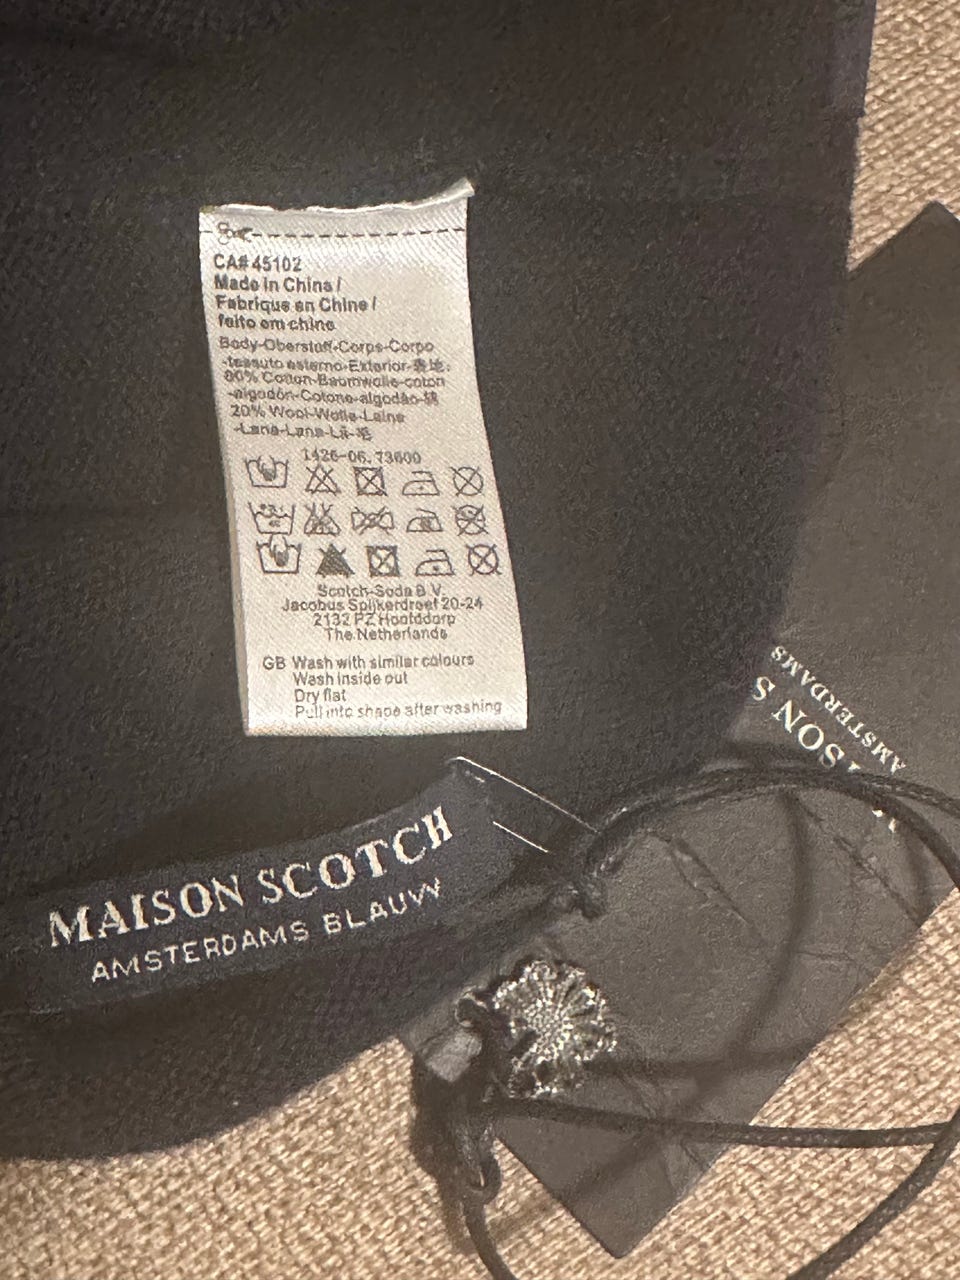 CA#45102
Made in China /
Fabrique en Chine /
feito em chine
Body-Oberstoff-Corps-Corpo
-tessuto esterno-Exterior-表地:
80% Cotton-Baumwolle-coton
-algodón-Cotone-algodão-綿
20% Wool-Wolle-Laine
-Lana-Lana-Lã-毛
1426-06.73600
Scotch-Soda B.V.
Jacobus Spijkerdreef 20-24
2132 PZ Hoofddorp
The Netherlands
GB Wash with similar colours
Wash inside out
Dry flat
Pull into shape after washing
MAISON SCOTCH
AMSTERDAMS BLAUW
ISON S
AMSTERDAMS